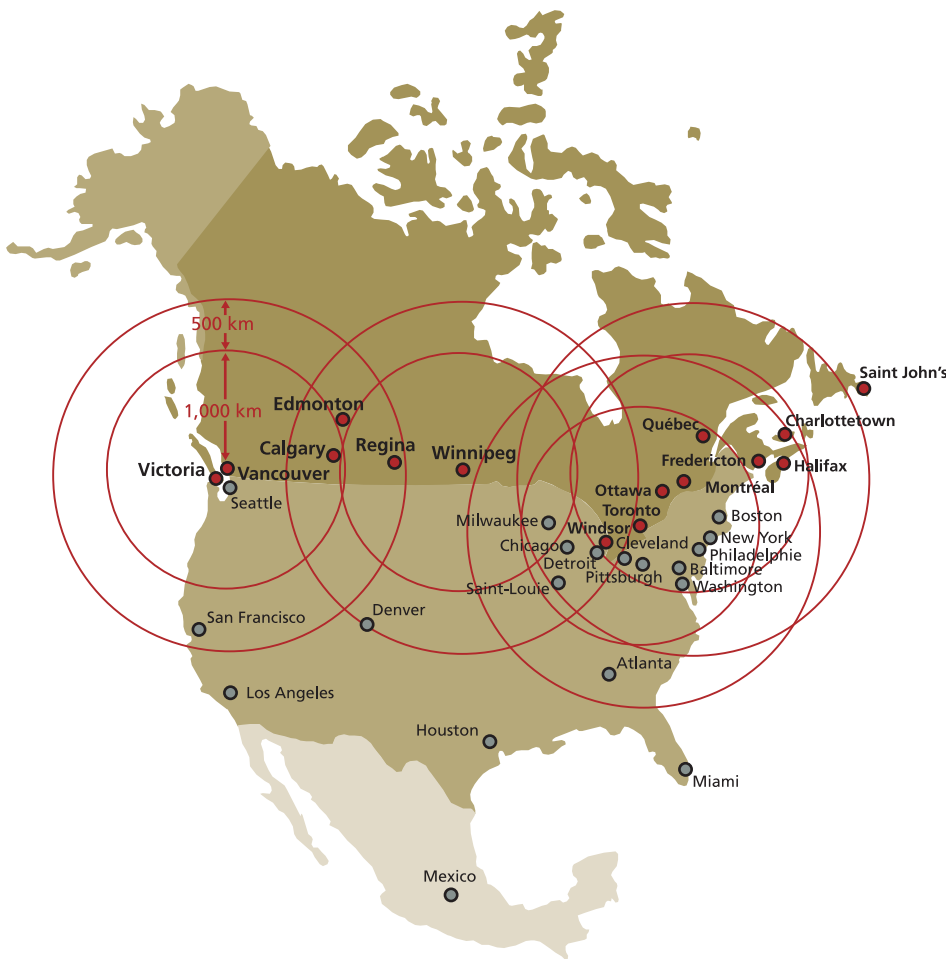 500 km
Saint John's
1,000 km
Edmonton
Charlottetown
Québec
Calgary
Regina
Winnipeg
Fredericton
Halifax
Victoria
Vancouver
Seattle
Ottawa
Montréal
Toronto
Boston
Milwaukee
Windsor
New York
Chicago
Cleveland
Philadelphie
Detroit
Baltimore
Pittsburgh
Saint-Louie
Washington
San Francisco
Denver
Atlanta
Los Angeles
Houston
Miami
Mexico